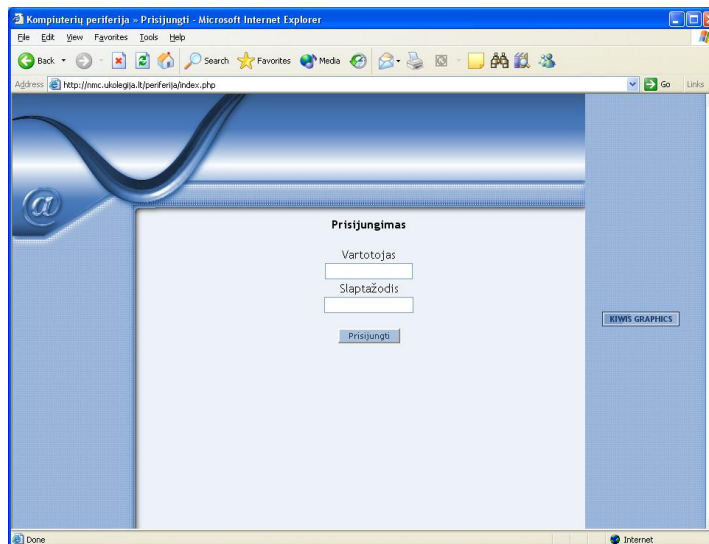 Kompiuterių periferija » Prisijungti - Microsoft Internet Explorer
File Edit View Favorites Tools Help
Back Search Favorites Media
Address http://nmc.ukolegija.lt/periferija/index.php Go Links
@
Prisijungimas
Vartotojas
Slaptažodis
KIWIS GRAPHICS
Prisijungti
Done Internet